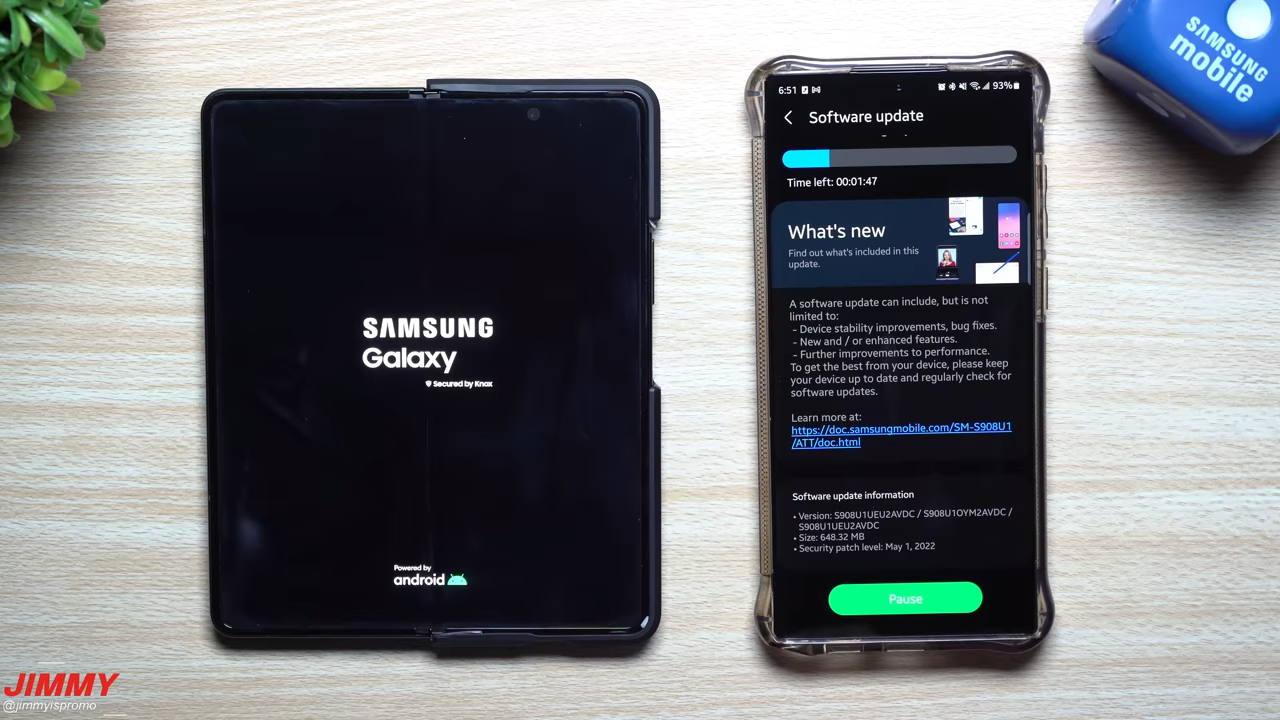 SAMSUNG
Galaxy
Secured by Knox
Powered by
android
6:51
93%
Software update
Time left: 00:01:47
What's new
Find out what's included in this
update.
A software update can include, but is not
limited to:
- Device stability improvements, bug fixes.
- New and / or enhanced features.
- Further improvements to performance.
To get the best from your device, please keep
your device up to date and regularly check for
software updates.
Learn more at:
https://doc.samsungmobile.com/SM-S908U1
/ATT/doc.html
Software update information
• Version: S908U1UEU2AVDC / S908U1OYM2AVDC /
S908U1UEU2AVDC
• Size: 648.32 MB
• Security patch level: May 1, 2022
Pause
SAMSUNG
mobile
JIMMY
@jimmyispromo